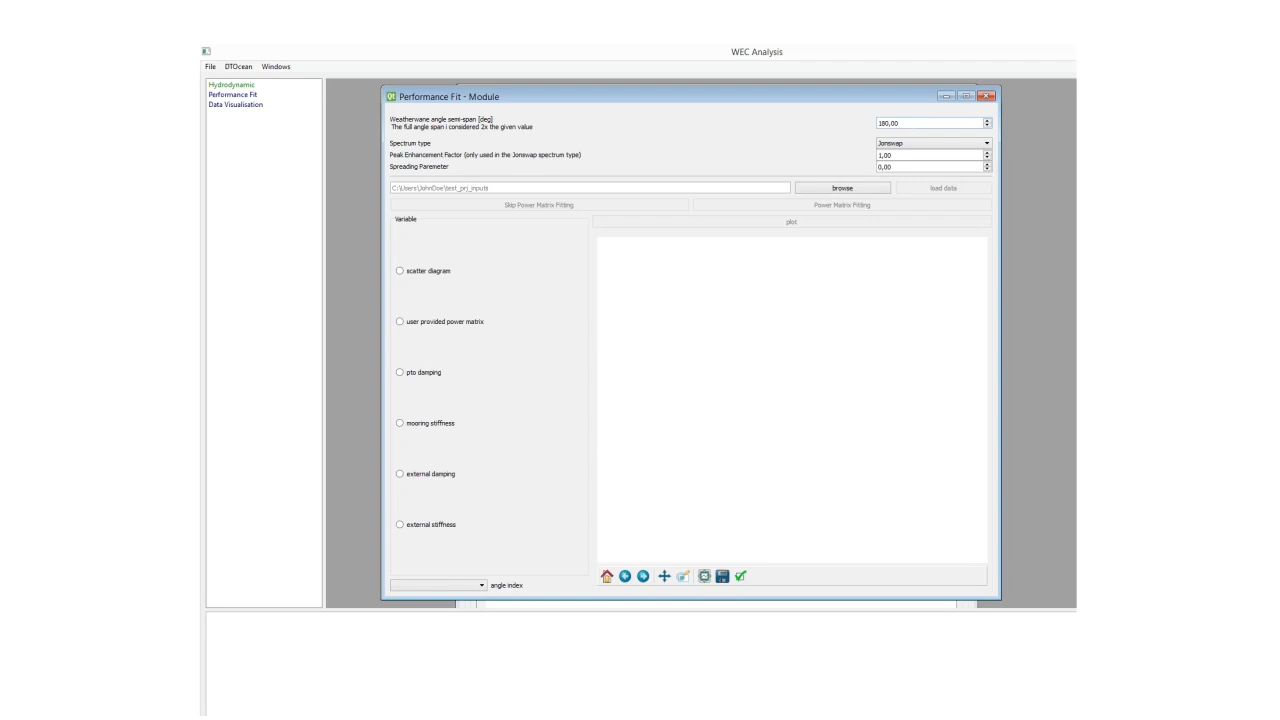 WEC Analysis
File DTOcean Windows
Hydrodynamic
Performance Fit
Data Visualisation
Performance Fit - Module
Weatherwane angle semi-span [deg]
The full angle span i considered 2x the given value
180,00
Spectrum type
Jonswap
Peak Enhancement Factor (only used in the Jonswap spectrum type)
1,00
Spreading Paremeter
0,00
C:\Users\JohnDoe\test_prj_inputs
browse
load data
Skip Power Matrix Fitting
Power Matrix Fitting
Variable
plot
scatter diagram
user provided power matrix
pto damping
mooring stiffness
external damping
external stiffness
angle index